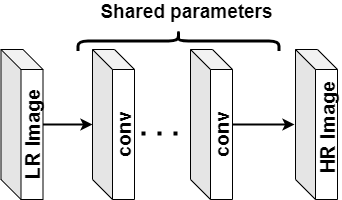 Shared parameters
LR Image
conv
. . .
conv
HR Image